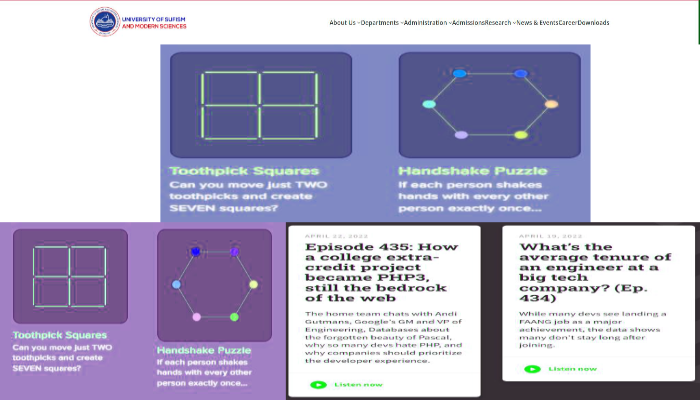 UNIVERSITY OF SUFISM
AND MODERN SCIENCES
About Us Departments Administration Admissions Research News & Events Career Downloads
Toothpick Squares
Can you move just TWO
toothpicks and create
SEVEN squares?
Handshake Puzzle
If each person shakes
hands with every other
person exactly once...
Toothpick Squares
Can you move just TWO
toothpicks and create
SEVEN squares?
Handshake Puzzle
If each person shakes
hands with every other
person exactly once...
APRIL 22, 2022
Episode 435: How
a college extra-
credit project
became PHP3,
still the bedrock
of the web
The home team chats with Andi
Gutmans, Google's GM and VP of
Engineering, Databases about
the forgotten beauty of Pascal,
why so many devs hate PHP, and
why companies should prioritize
the developer experience.
Listen now
APRIL 19, 2022
What's the
average tenure of
an engineer at a
big tech
company? (Ep.
434)
While many devs see landing a
FAANG job as a major
achievement, the data shows
many don't stay long after
joining.
Listen now